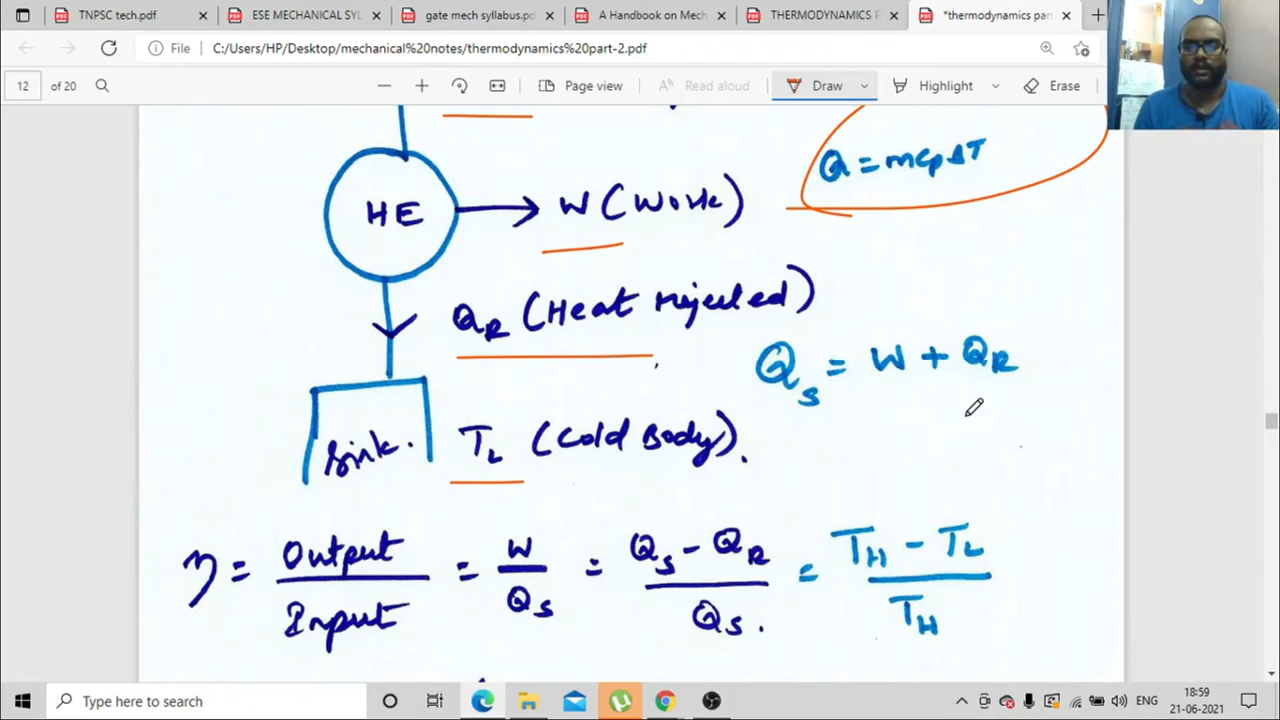 TNPSC tech.pdf
ESE MECHANICAL SYL
gate mech syllabus.pd
A Handbook on Mech
THERMODYNAMICS P
*thermodynamics par
File
C:/Users/HP/Desktop/mechanical%20notes/thermodynamics%20part-2.pdf
12 of 20
Page view
Read aloud
Draw
Highlight
Erase
Q = mCpΔT
HE
W (Work)
QR (Heat rejected)
QS = W + QR
Sink.
TL (Cold Body).
η = Output / Input = W / QS = QS - QR / QS. = TH - TL / TH
Type here to search
ENG
18:59
21-06-2021